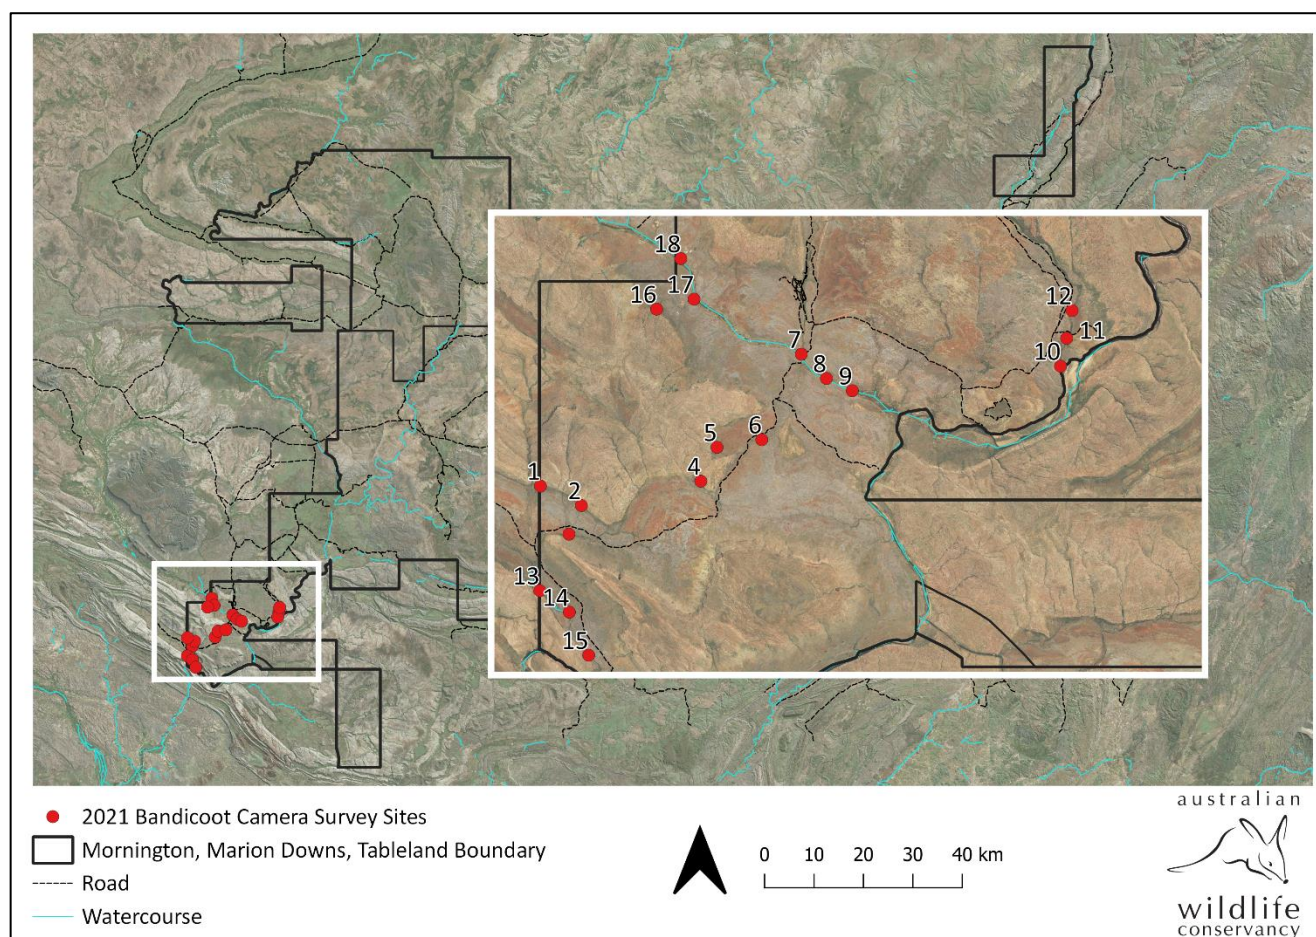 18
17
16
12
11
10
7
8
9
5
6
4
1
2
13
14
15
2021 Bandicoot Camera Survey Sites
Mornington, Marion Downs, Tableland Boundary
Road
Watercourse
0 10 20 30 40 km
australian
wildlife
conservancy